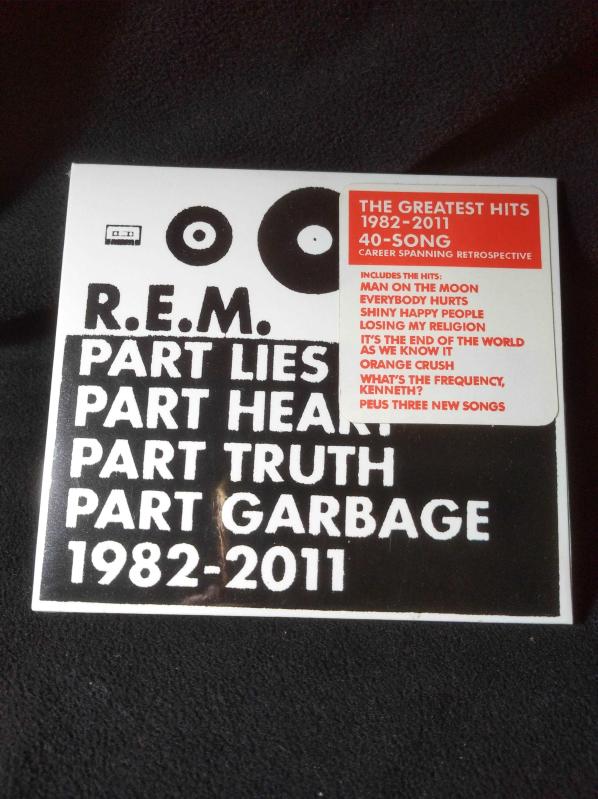 THE GREATEST HITS
1982-2011
40-SONG
CAREER SPANNING RETROSPECTIVE
INCLUDES THE HITS:
MAN ON THE MOON
EVERYBODY HURTS
SHINY HAPPY PEOPLE
LOSING MY RELIGION
IT'S THE END OF THE WORLD
AS WE KNOW IT
ORANGE CRUSH
WHAT'S THE FREQUENCY,
KENNETH?
PEUS THREE NEW SONGS
R.E.M.
PART LIES
PART HEART
PART TRUTH
PART GARBAGE
1982-2011